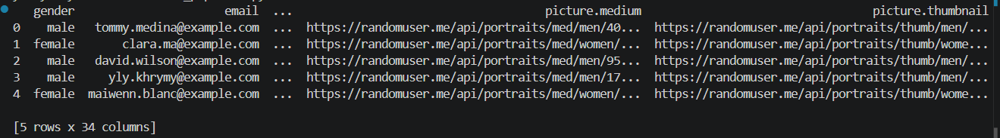 gender email ... picture.medium picture.thumbnail
0 male tommy.medina@example.com ... https://randomuser.me/api/portraits/med/men/40... https://randomuser.me/api/portraits/thumb/men/...
1 female clara.ma@example.com ... https://randomuser.me/api/portraits/med/women/... https://randomuser.me/api/portraits/thumb/wome...
2 male david.wilson@example.com ... https://randomuser.me/api/portraits/med/men/95... https://randomuser.me/api/portraits/thumb/men/...
3 male yly.khrymy@example.com ... https://randomuser.me/api/portraits/med/men/17... https://randomuser.me/api/portraits/thumb/men/...
4 female maiwenn.blanc@example.com ... https://randomuser.me/api/portraits/med/women/... https://randomuser.me/api/portraits/thumb/wome...
[5 rows x 34 columns]